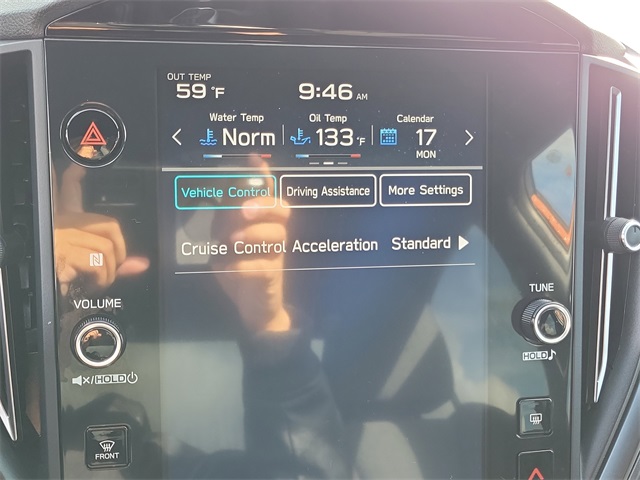 OUT TEMP
59 °F
9:46 AM
Water Temp
Norm
Oil Temp
133 °F
Calendar
17
MON
Vehicle Control
Driving Assistance
More Settings
Cruise Control Acceleration Standard
N
VOLUME
HOLD
TUNE
HOLD
FRONT